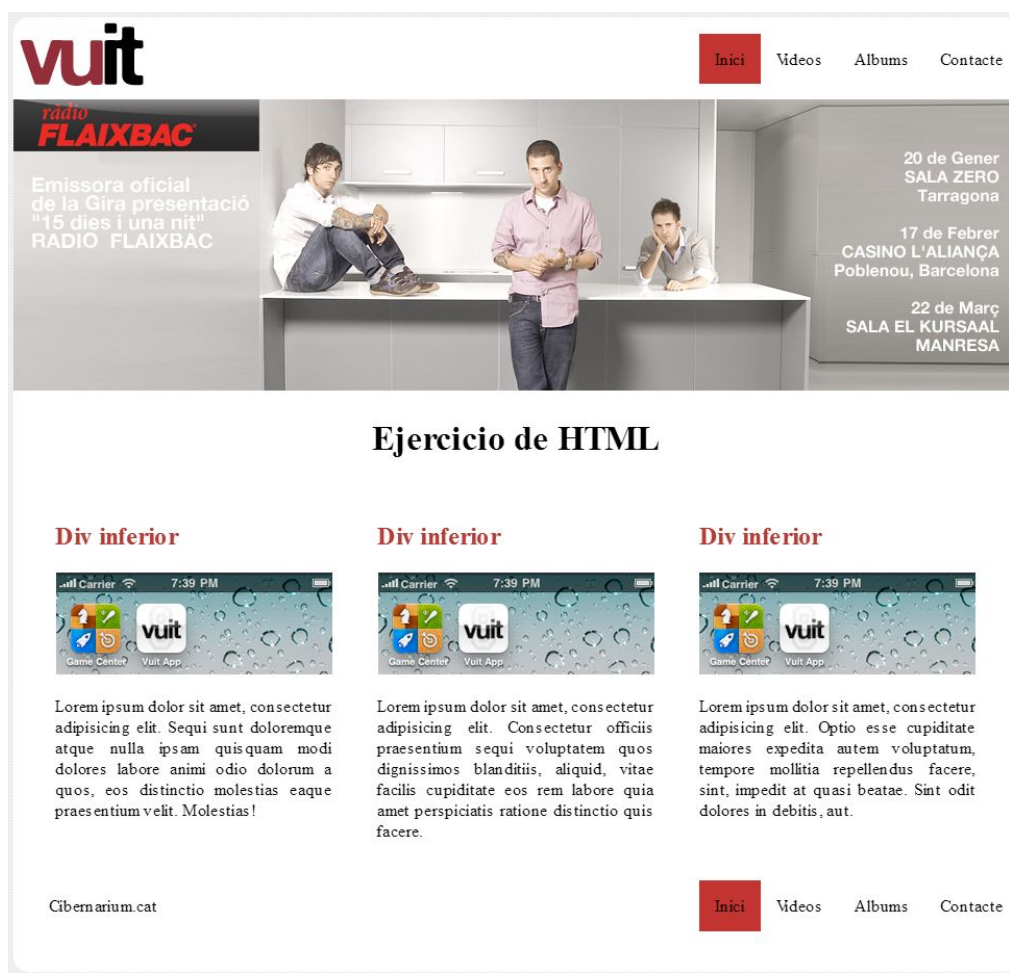 vuit
Inici Videos Albums Contacte
ràdio
FLAIXBAC
Emissora oficial
de la Gira presentació
"15 dies i una nit"
RADIO FLAIXBAC
20 de Gener
SALA ZERO
Tarragona
17 de Febrer
CASINO L'ALIANÇA
Poblenou, Barcelona
22 de Març
SALA EL KURSAAL
MANRESA
Ejercicio de HTML
Div inferior
Carrier 7:39 PM
vuit
Game Center Vuit App
Lorem ipsum dolor sit amet, consectetur
adipisicing elit. Sequi sunt doloremque
atque nulla ipsam quisquam modi
dolores labore animi odio dolorum a
quos, eos distinctio molestias eaque
praesentium velit. Molestias!
Div inferior
Carrier 7:39 PM
vuit
Game Center Vuit App
Lorem ipsum dolor sit amet, consectetur
adipisicing elit. Consectetur officiis
praesentium sequi voluptatem quos
dignissimos blanditiis, aliquid, vitae
facilis cupiditate eos rem labore quia
amet perspiciatis ratione distinctio quis
facere.
Div inferior
Carrier 7:39 PM
vuit
Game Center Vuit App
Lorem ipsum dolor sit amet, consectetur
adipisicing elit. Optio esse cupiditate
maiores expedita autem voluptatum,
tempore mollitia repellendus facere,
sint, impedit at quasi beatae. Sint odit
dolores in debitis, aut.
Cibernarium.cat
Inici Videos Albums Contacte